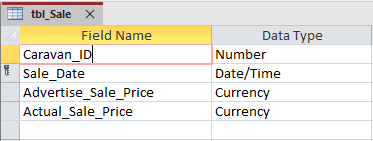 tbl_Sale
Field Name Data Type
Caravan_ID Number
Sale_Date Date/Time
Advertise_Sale_Price Currency
Actual_Sale_Price Currency